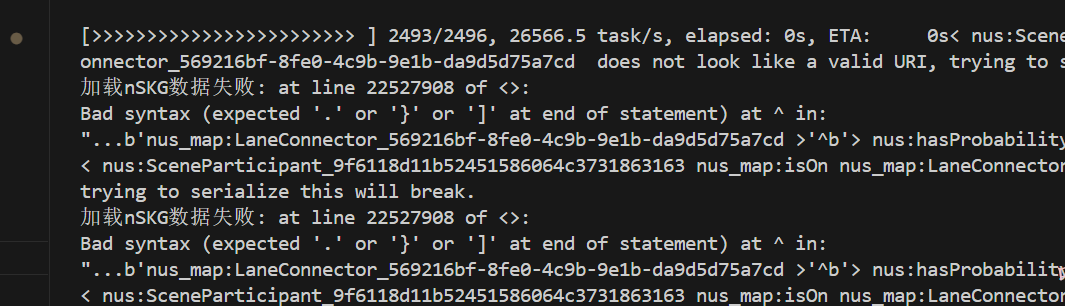 [>>>>>>>>>>>>>>>>>>>>>>>> ] 2493/2496, 26566.5 task/s, elapsed: 0s, ETA:     0s< nus:Scene
onnector_569216bf-8fe0-4c9b-9e1b-da9d5d75a7cd  does not look like a valid URI, trying to s
加载nSKG数据失败: at line 22527908 of <>:
Bad syntax (expected '.' or '}' or ']' at end of statement) at ^ in:
"...b'nus_map:LaneConnector_569216bf-8fe0-4c9b-9e1b-da9d5d75a7cd >'^b'> nus:hasProbability
< nus:SceneParticipant_9f6118d11b52451586064c3731863163 nus_map:isOn nus_map:LaneConnector
trying to serialize this will break.
加载nSKG数据失败: at line 22527908 of <>:
Bad syntax (expected '.' or '}' or ']' at end of statement) at ^ in:
"...b'nus_map:LaneConnector_569216bf-8fe0-4c9b-9e1b-da9d5d75a7cd >'^b'> nus:hasProbability
< nus:SceneParticipant_9f6118d11b52451586064c3731863163 nus_map:isOn nus_map:LaneConnector